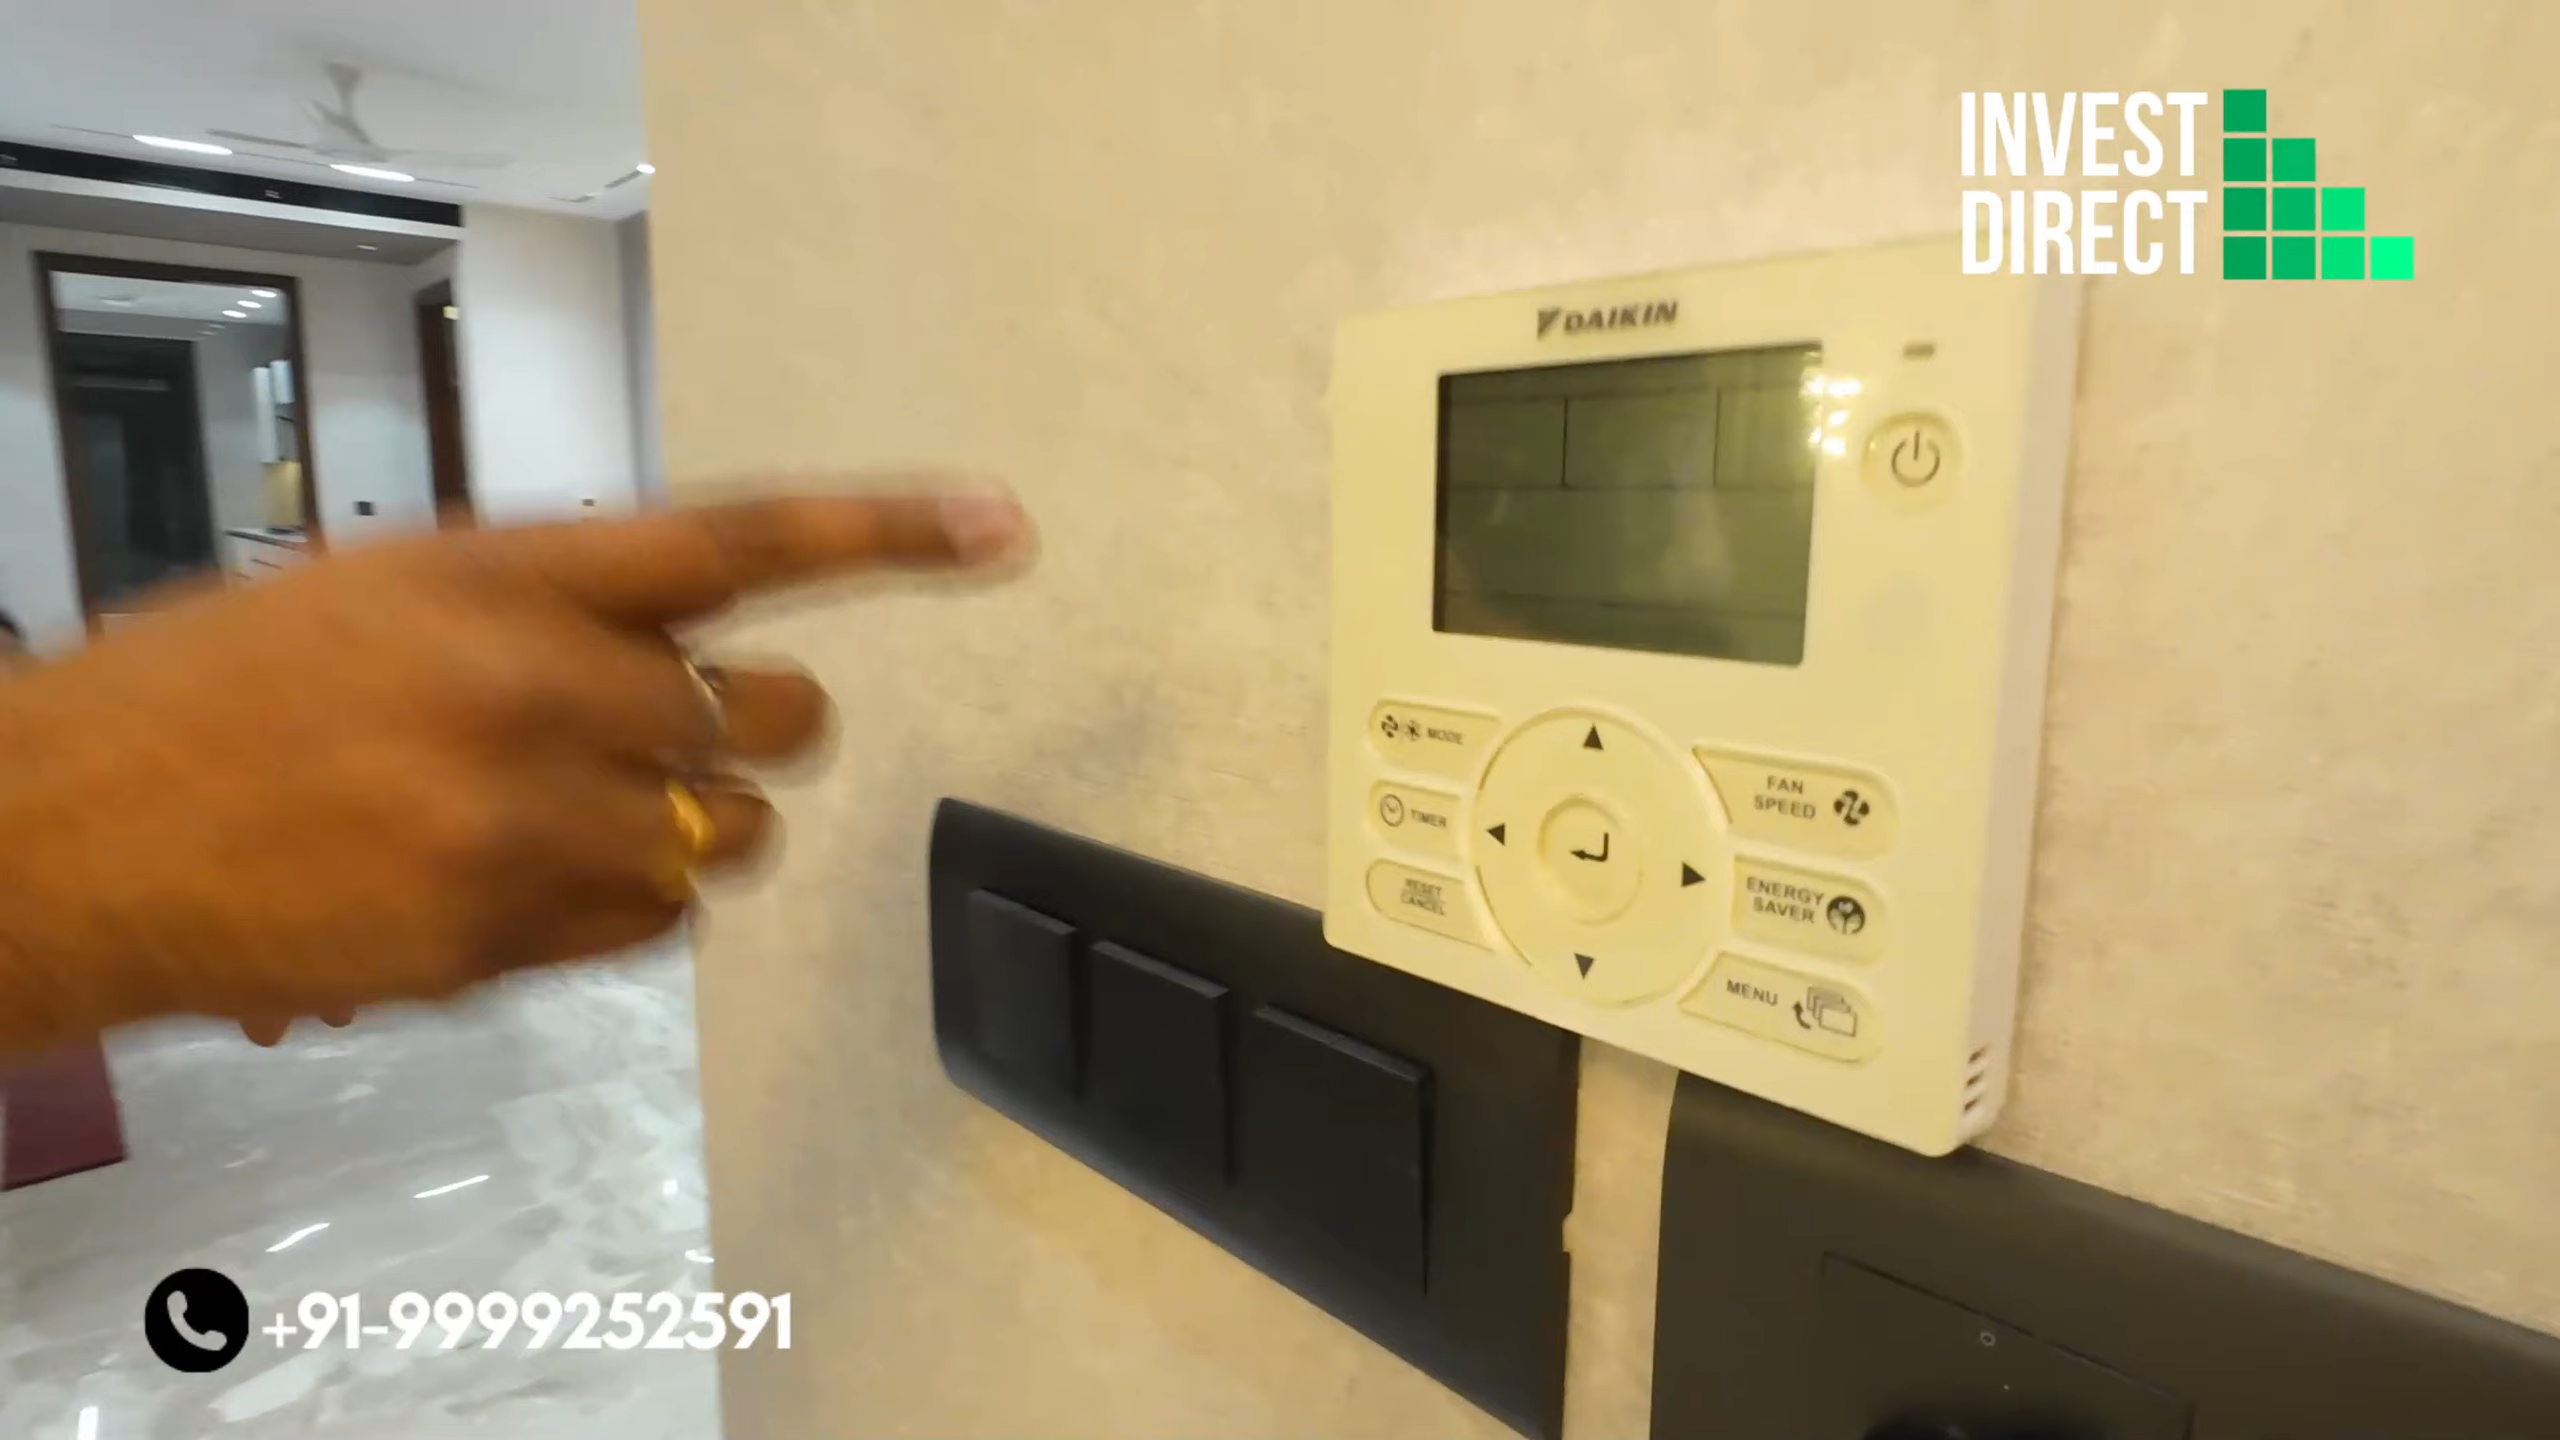 INVEST
DIRECT
DAIKIN
MODE
TIMER
RESET
CANCEL
FAN
SPEED
ENERGY
SAVER
MENU
+91-9999252591